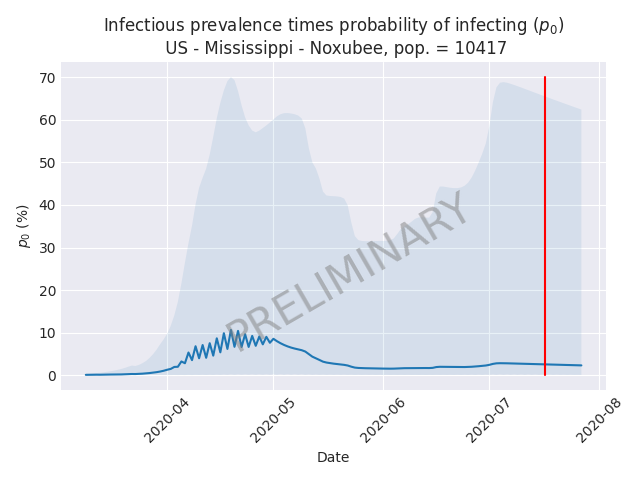 Infectious prevalence times probability of infecting (p₀)
US - Mississippi - Noxubee, pop. = 10417
70
60
50
40
30
20
10
0
p₀ (%)
PRELIMINARY
2020-04
2020-05
2020-06
2020-07
2020-08
Date